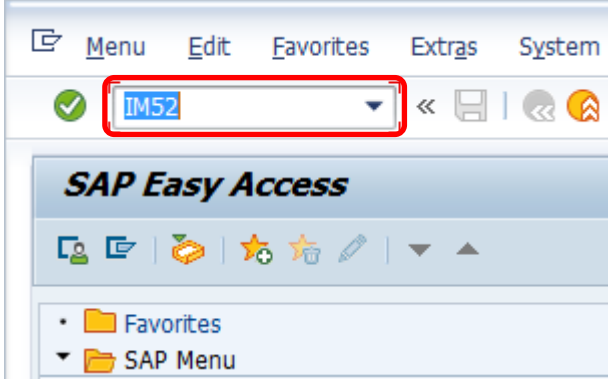 Menu Edit Favorites Extras System
IM52
SAP Easy Access
Favorites
SAP Menu